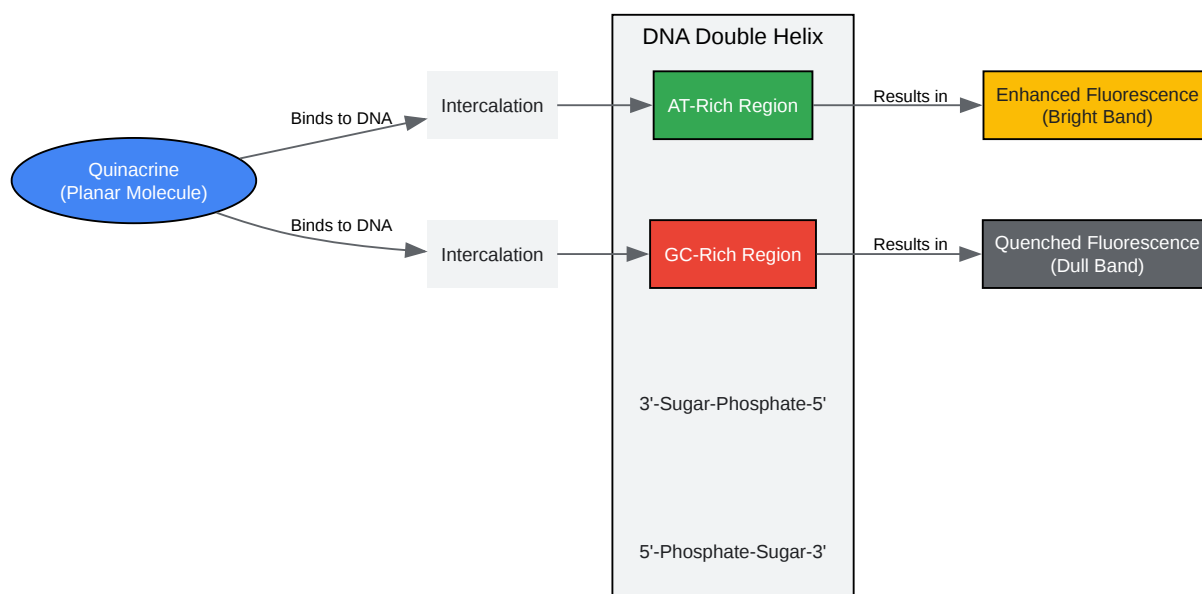 DNA Double Helix
Quinacrine
(Planar Molecule)
Binds to DNA
Intercalation
AT-Rich Region
Results in
Enhanced Fluorescence
(Bright Band)
Binds to DNA
Intercalation
GC-Rich Region
Results in
Quenched Fluorescence
(Dull Band)
3'-Sugar-Phosphate-5'
5'-Phosphate-Sugar-3'